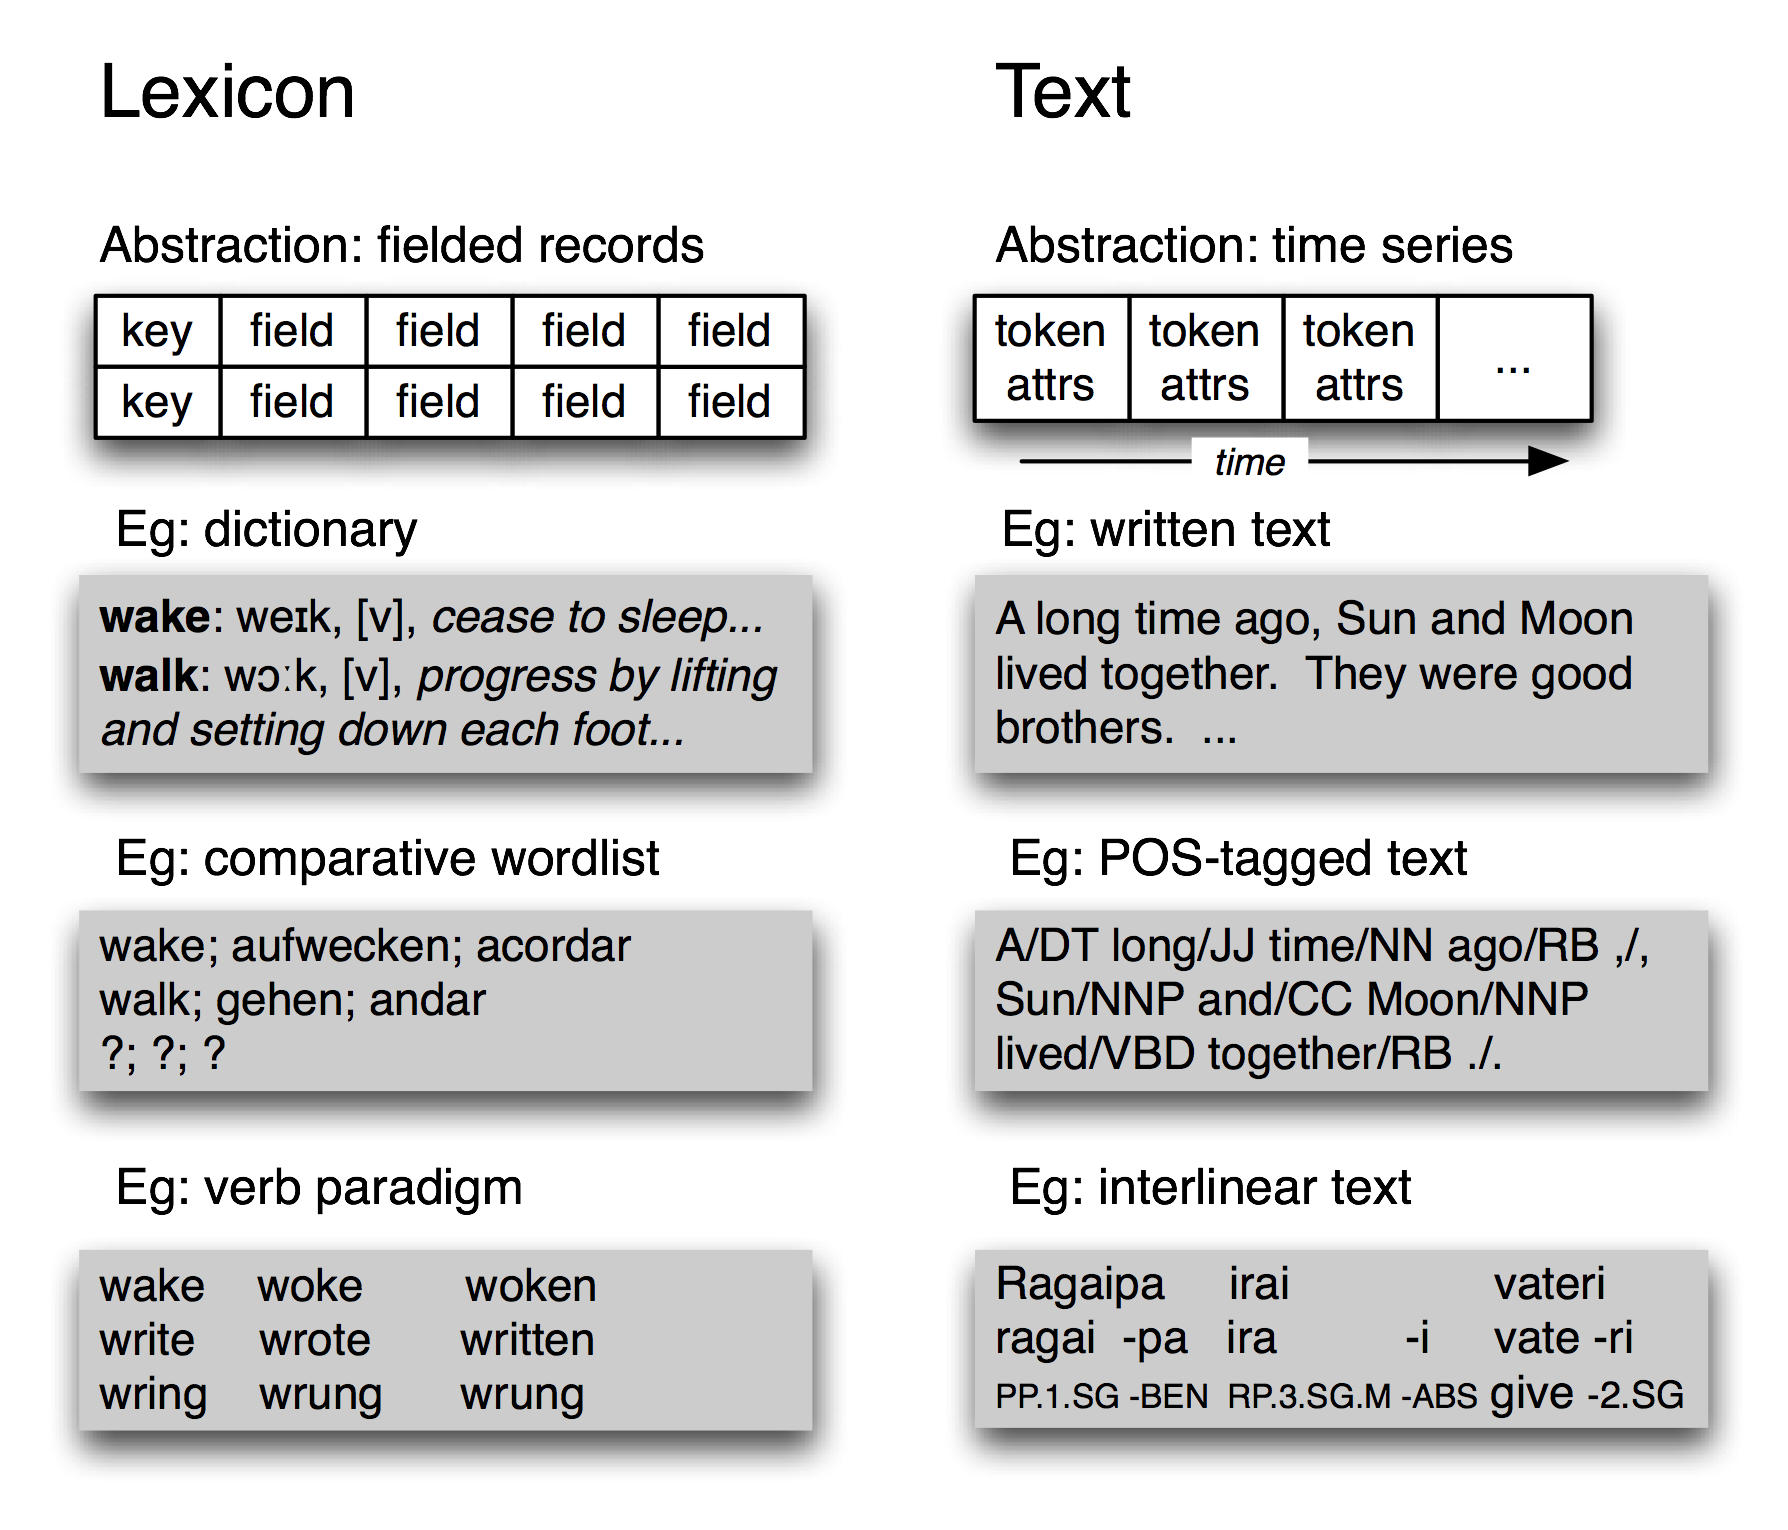 Lexicon
Abstraction: fielded records
key field field field field
key field field field field
Eg: dictionary
wake: weɪk, [v], cease to sleep...
walk: wɔːk, [v], progress by lifting
and setting down each foot...
Eg: comparative wordlist
wake; aufwecken; acordar
walk; gehen; andar
?; ?; ?
Eg: verb paradigm
wake woke woken
write wrote written
wring wrung wrung
Text
Abstraction: time series
token token token
attrs attrs attrs ...
time
Eg: written text
A long time ago, Sun and Moon
lived together. They were good
brothers. ...
Eg: POS-tagged text
A/DT long/JJ time/NN ago/RB ,/,
Sun/NNP and/CC Moon/NNP
lived/VBD together/RB ./.
Eg: interlinear text
Ragaipa irai vateri
ragai -pa ira -i vate -ri
PP.1.SG -BEN RP.3.SG.M -ABS give -2.SG